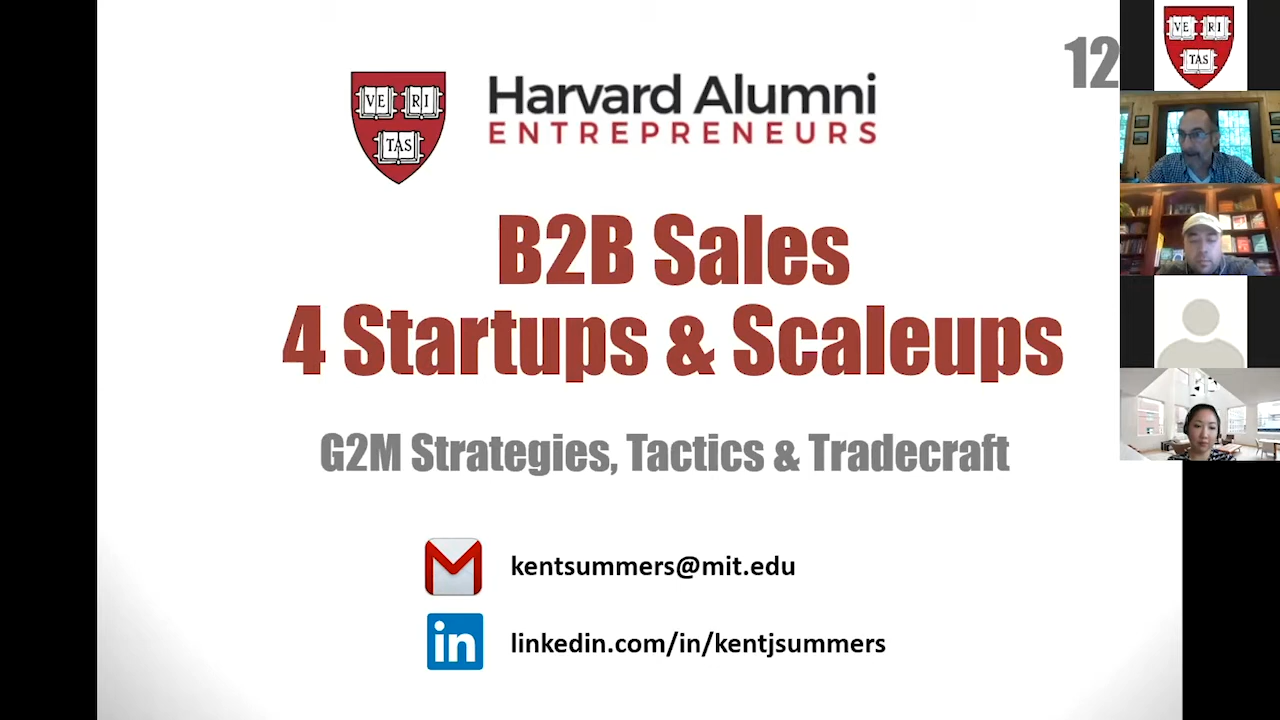 VE RI
TAS
Harvard Alumni
ENTREPRENEURS
12
VE RI
TAS
B2B Sales
4 Startups & Scaleups
G2M Strategies, Tactics & Tradecraft
kentsummers@mit.edu
in
linkedin.com/in/kentjsummers